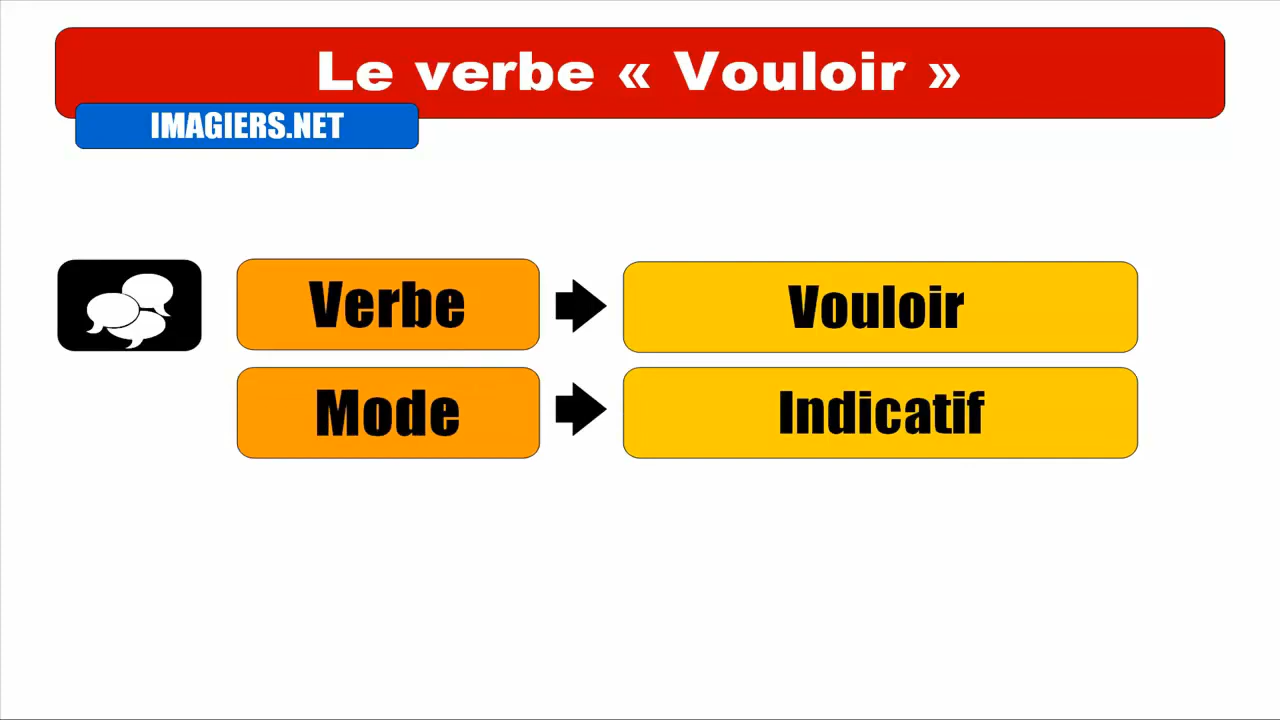 Le verbe « Vouloir »
IMAGIERS.NET
Verbe Vouloir
Mode Indicatif